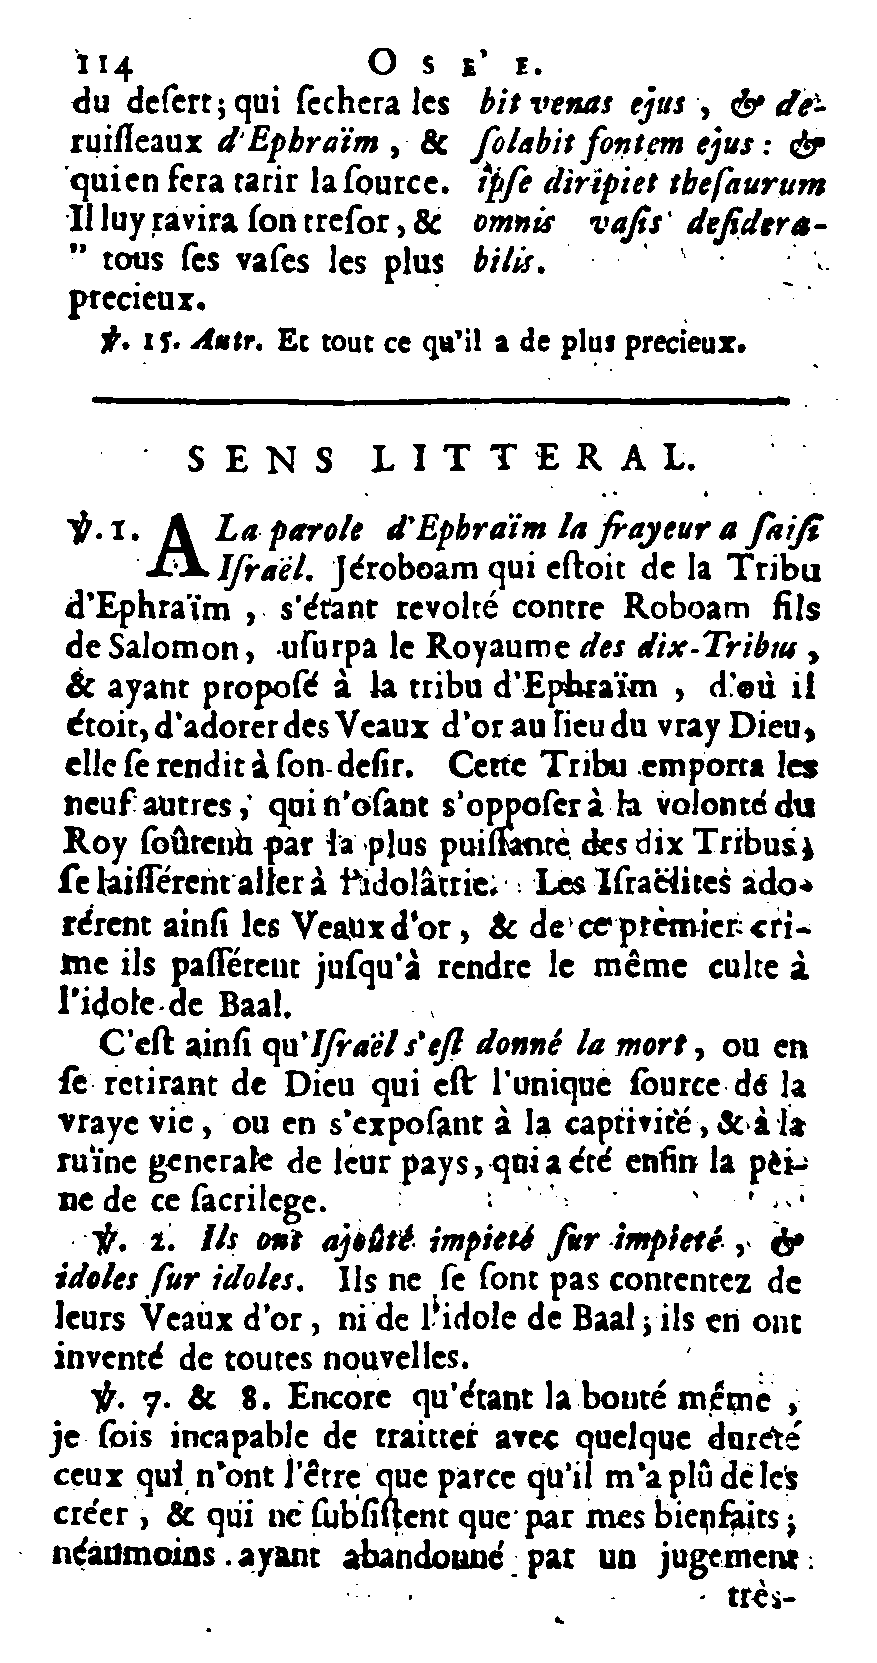 114 OSE'E.
du desert; qui sechera les
ruiſſeaux d'Ephraïm, &
qui en fera tarir la ſource.
Il luy ravira ſon treſor, &
" tous ſes vaſes les plus
precieux.
bit venas ejus, & de-
ſolabit fontem ejus: &
ipſe diripiet theſaurum
omnis vaſis deſidera-
bilis.
℣. 15. Autr. Et tout ce qu'il a de plus precieux.
SENS LITTERAL.
℣. 1. A La parole d'Ephraïm la frayeur a ſaiſi
Iſraël. Jéroboam qui eſtoit de la Tribu
d'Ephraïm, s'étant revolté contre Roboam fils
de Salomon, uſurpa le Royaume des dix-Tribus,
& ayant propoſé à la tribu d'Ephraïm, d'où il
étoit, d'adorer des Veaux d'or au lieu du vray Dieu,
elle ſe rendit à ſon deſir. Cette Tribu emporta les
neuf autres, qui n'oſant s'oppoſer à la volonté du
Roy ſoûtenu par la plus puiſſante des dix Tribus,
ſe laiſſérent aller à l'idolâtrie. Les Iſraëlites ado-
rérent ainſi les Veaux d'or, & de ce premier cri-
me ils paſſérent juſqu'à rendre le même culte à
l'idole de Baal.
C'eſt ainſi qu'Iſraël s'eſt donné la mort, ou en
ſe retirant de Dieu qui eſt l'unique ſource de la
vraye vie, ou en s'expoſant à la captivité, & à la
ruïne generale de leur pays, qui a été enfin la pei-
ne de ce ſacrilege.
℣. 2. Ils ont ajoûté impieté ſur impieté, &
idoles ſur idoles. Ils ne ſe ſont pas contentez de
leurs Veaux d'or, ni de l'idole de Baal; ils en ont
inventé de toutes nouvelles.
℣. 7. & 8. Encore qu'étant la bonté même,
je ſois incapable de traitter avec quelque dureté
ceux qui n'ont l'être que parce qu'il m'a plû de les
créer, & qui ne ſubſiſtent que par mes bienfaits;
néanmoins ayant abandonné par un jugement
très-